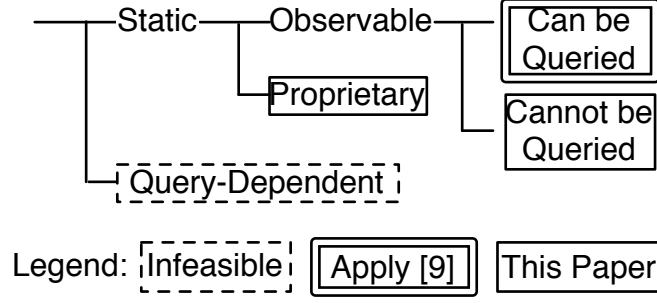 Static Observable Can be
Queried
Proprietary
Cannot be
Queried
Query-Dependent
Legend: Infeasible Apply [9] This Paper